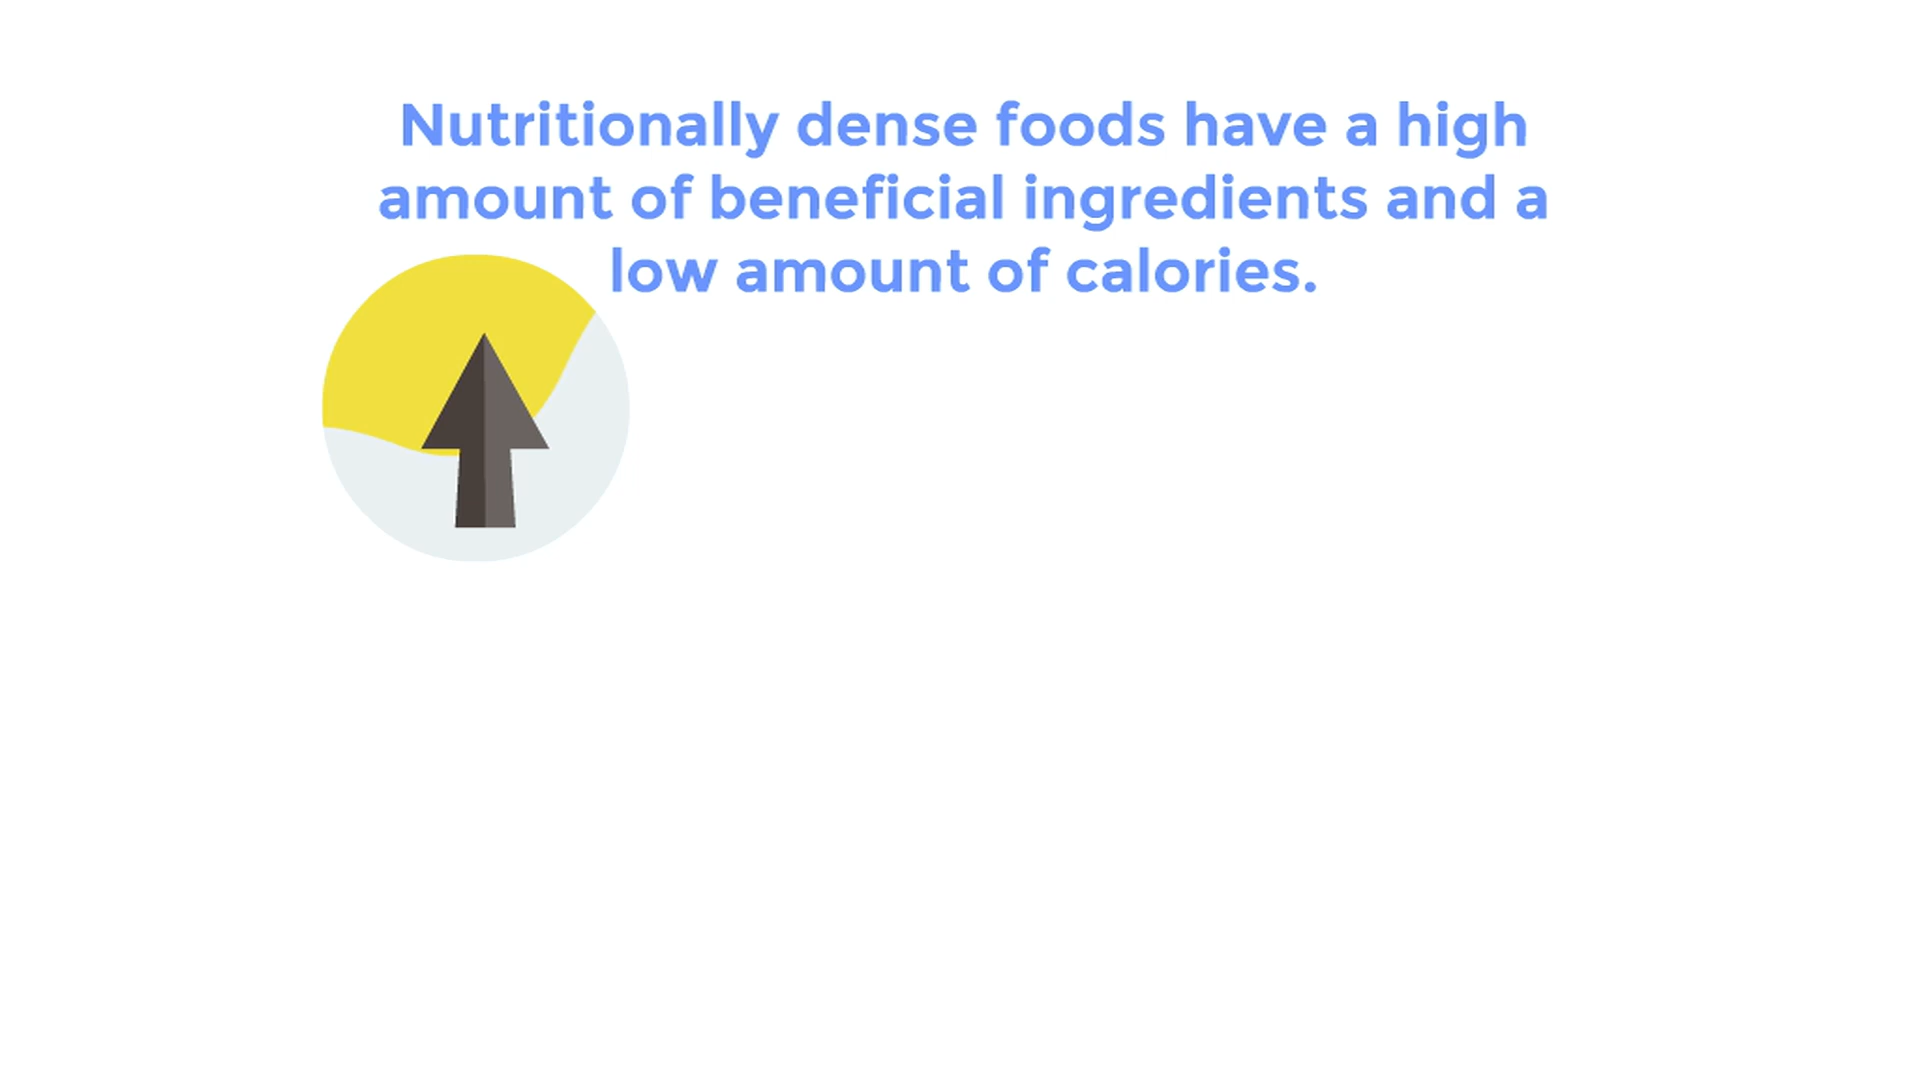 Nutritionally dense foods have a high
amount of beneficial ingredients and a
low amount of calories.